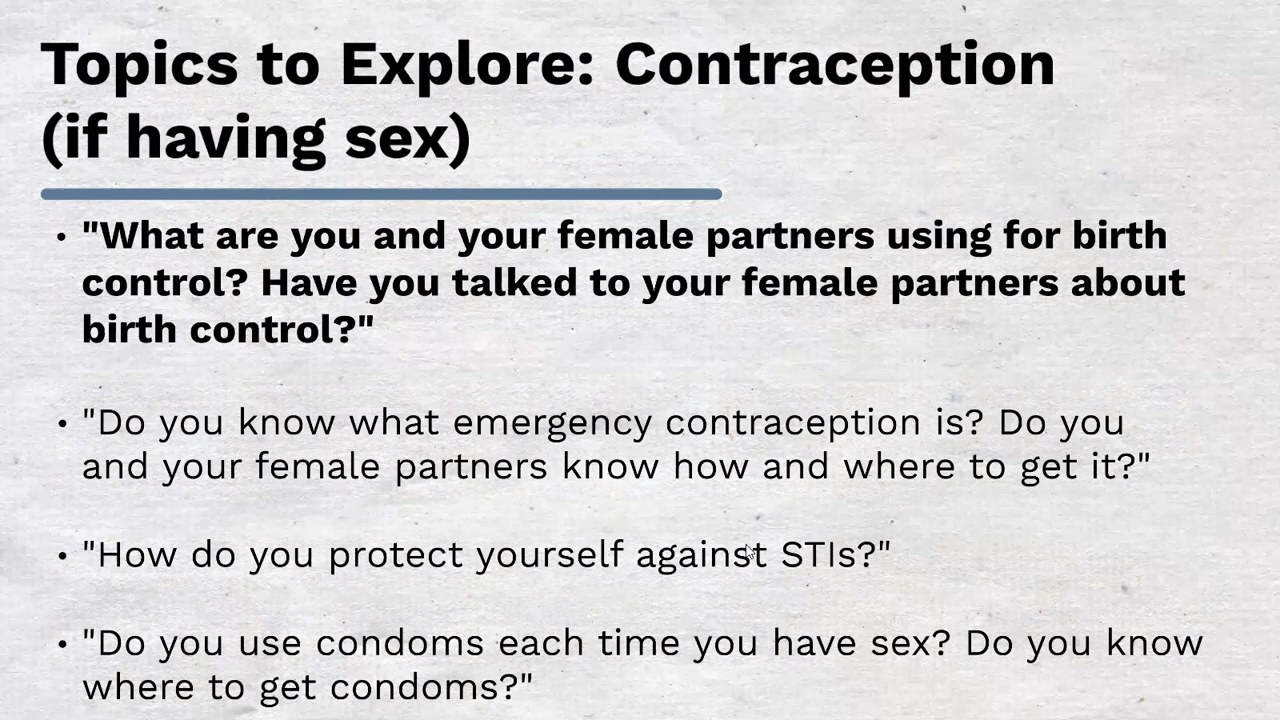 Topics to Explore: Contraception
(if having sex)
• "What are you and your female partners using for birth
control? Have you talked to your female partners about
birth control?"
• "Do you know what emergency contraception is? Do you
and your female partners know how and where to get it?"
• "How do you protect yourself against STIs?"
• "Do you use condoms each time you have sex? Do you know
where to get condoms?"